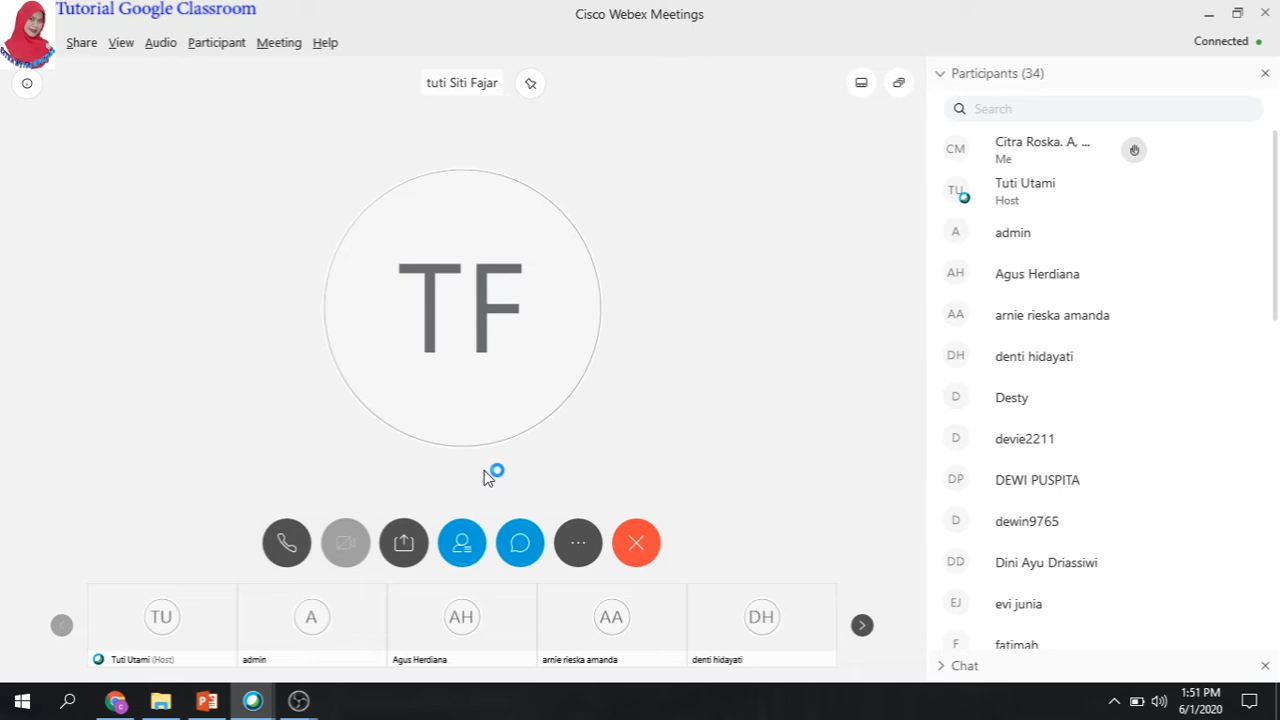 Tutorial Google Classroom
Cisco Webex Meetings
Share View Audio Participant Meeting Help
Connected
tuti Siti Fajar
TF
Participants (34)
Search
CM Citra Roska. A, ...
Me
TU Tuti Utami
Host
A admin
AH Agus Herdiana
AA arnie rieska amanda
DH denti hidayati
D Desty
D devie2211
DP DEWI PUSPITA
D dewin9765
DD Dini Ayu Driassiwi
EJ evi junia
F fatimah
Chat
TU A AH AA DH
Tuti Utami (Host) admin Agus Herdiana arnie rieska amanda denti hidayati
1:51 PM
6/1/2020